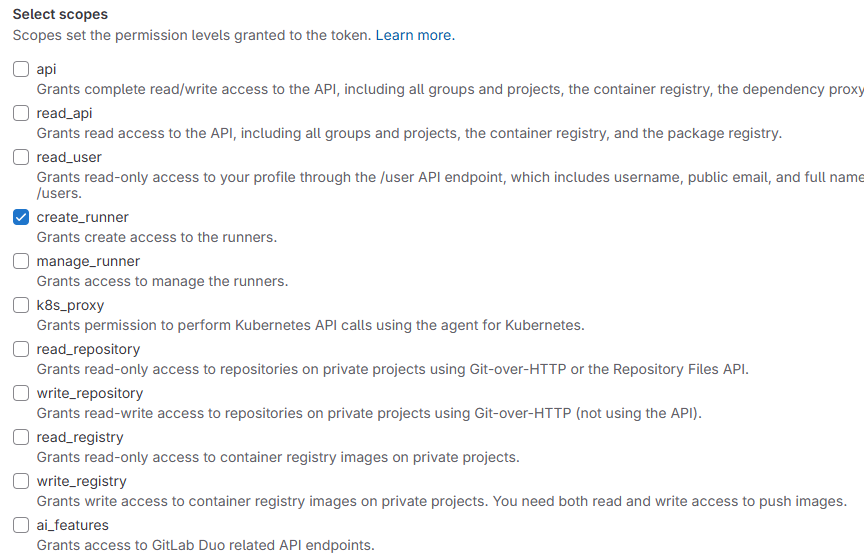 Select scopes
Scopes set the permission levels granted to the token. Learn more.
api
Grants complete read/write access to the API, including all groups and projects, the container registry, the dependency proxy
read_api
Grants read access to the API, including all groups and projects, the container registry, and the package registry.
read_user
Grants read-only access to your profile through the /user API endpoint, which includes username, public email, and full name
/users.
create_runner
Grants create access to the runners.
manage_runner
Grants access to manage the runners.
k8s_proxy
Grants permission to perform Kubernetes API calls using the agent for Kubernetes.
read_repository
Grants read-only access to repositories on private projects using Git-over-HTTP or the Repository Files API.
write_repository
Grants read-write access to repositories on private projects using Git-over-HTTP (not using the API).
read_registry
Grants read-only access to container registry images on private projects.
write_registry
Grants write access to container registry images on private projects. You need both read and write access to push images.
ai_features
Grants access to GitLab Duo related API endpoints.